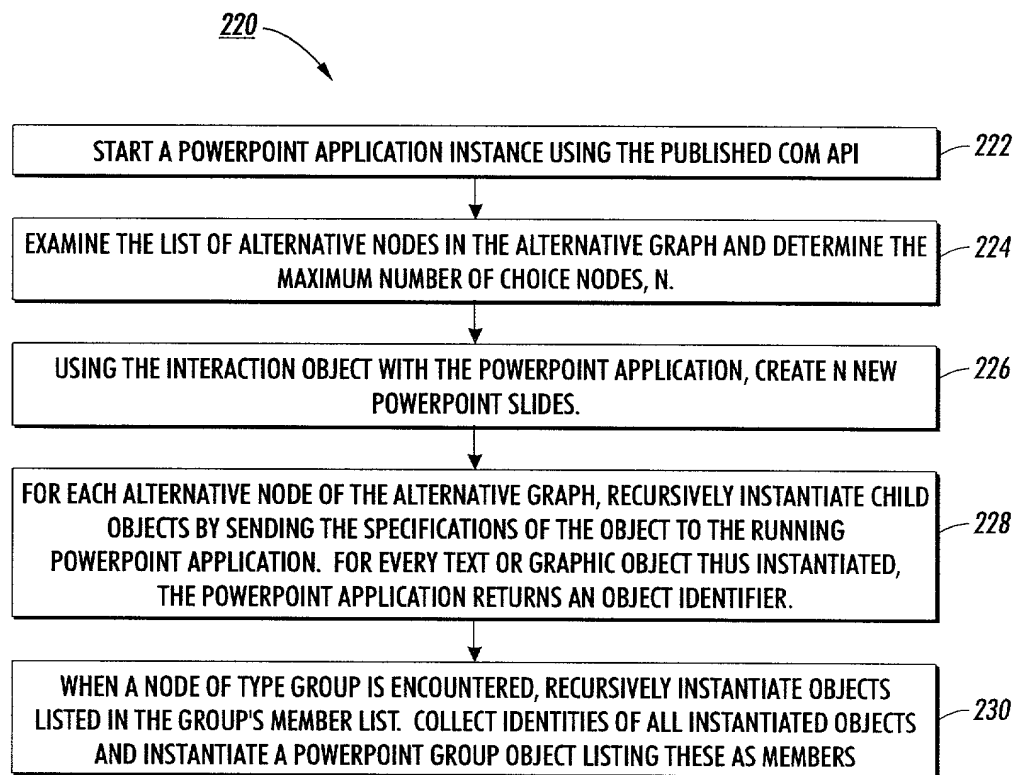 220
START A POWERPOINT APPLICATION INSTANCE USING THE PUBLISHED COM API
222
EXAMINE THE LIST OF ALTERNATIVE NODES IN THE ALTERNATIVE GRAPH AND DETERMINE THE
MAXIMUM NUMBER OF CHOICE NODES, N.
224
USING THE INTERACTION OBJECT WITH THE POWERPOINT APPLICATION, CREATE N NEW
POWERPOINT SLIDES.
226
FOR EACH ALTERNATIVE NODE OF THE ALTERNATIVE GRAPH, RECURSIVELY INSTANTIATE CHILD
OBJECTS BY SENDING THE SPECIFICATIONS OF THE OBJECT TO THE RUNNING
POWERPOINT APPLICATION. FOR EVERY TEXT OR GRAPHIC OBJECT THUS INSTANTIATED,
THE POWERPOINT APPLICATION RETURNS AN OBJECT IDENTIFIER.
228
WHEN A NODE OF TYPE GROUP IS ENCOUNTERED, RECURSIVELY INSTANTIATE OBJECTS
LISTED IN THE GROUP'S MEMBER LIST. COLLECT IDENTITIES OF ALL INSTANTIATED OBJECTS
AND INSTANTIATE A POWERPOINT GROUP OBJECT LISTING THESE AS MEMBERS
230